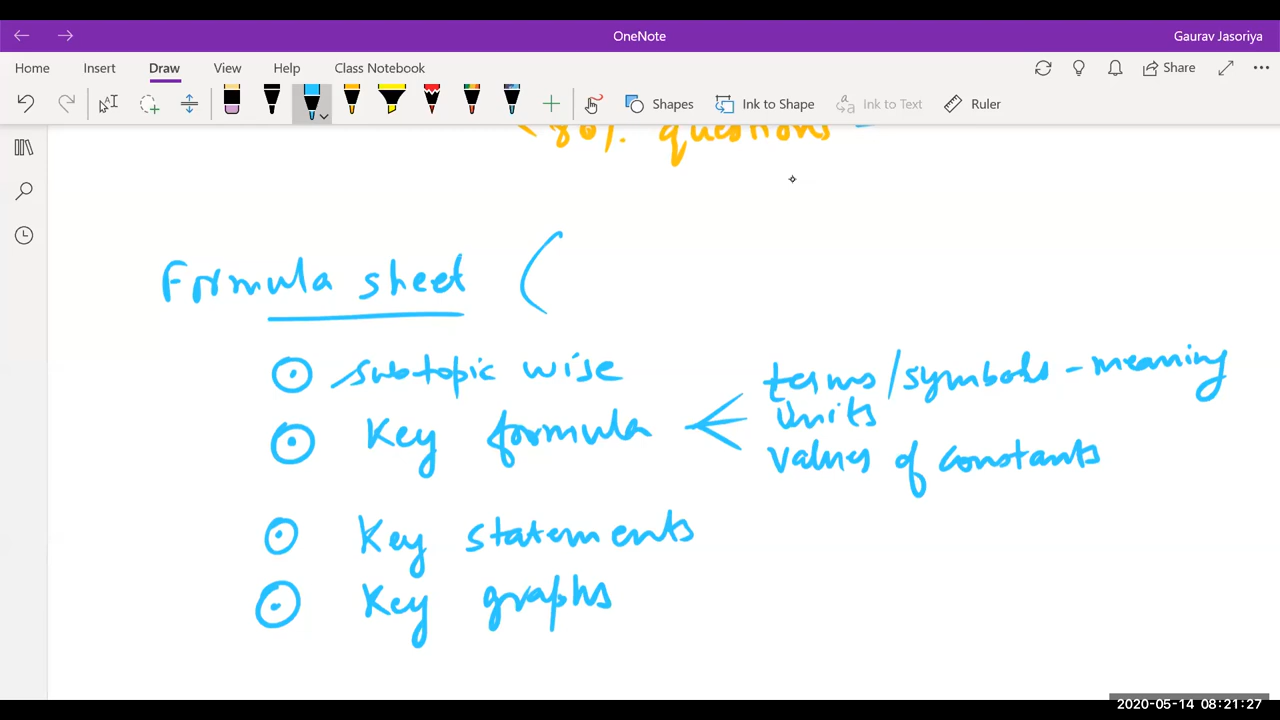 OneNote
Gaurav Jasoriya
Home Insert Draw View Help Class Notebook
Share
Shapes Ink to Shape Ink to Text Ruler
80%. questions
Formula sheet (
subtopic wise
Key formula
terms/symbols - meaning
units
values of constants
Key statements
Key graphs
2020-05-14 08:21:27